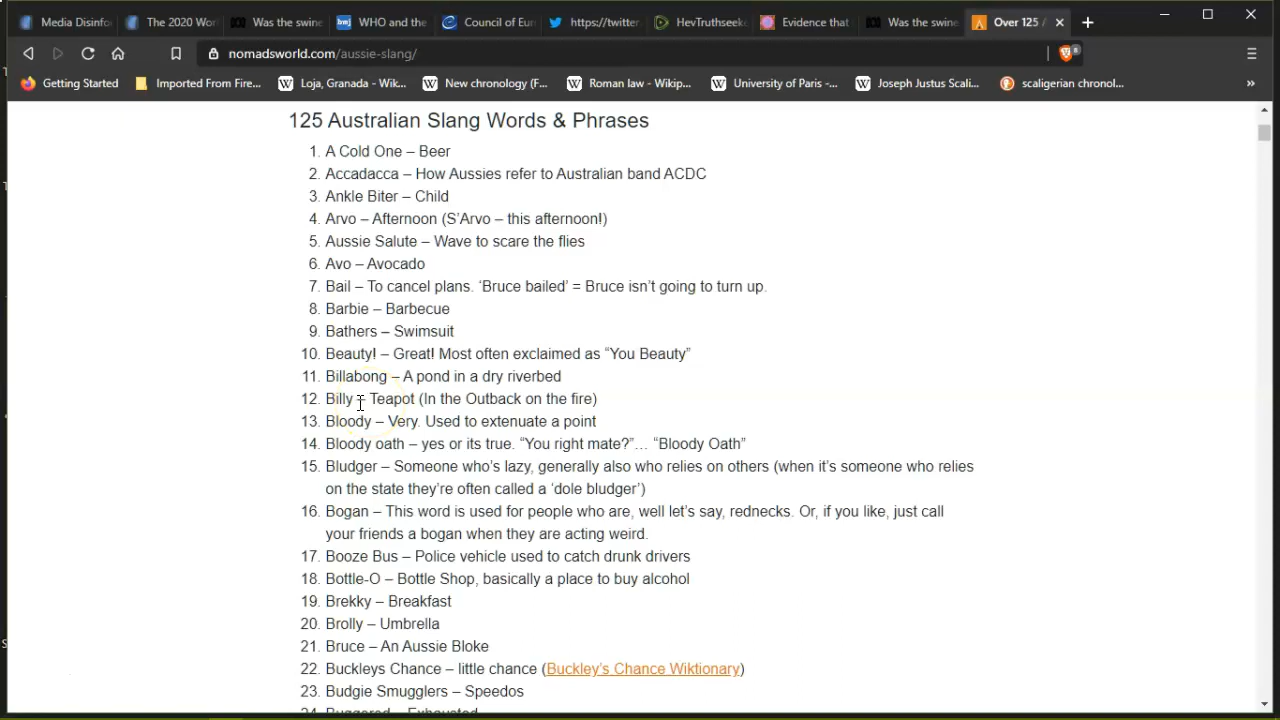 Media Disinfo
The 2020 Wor
Was the swine
WHO and the
Council of Eur
https://twitter
HevTruthseek
Evidence that
Was the swine
Over 125 A
nomadsworld.com/aussie-slang/
Getting Started
Imported From Fire...
Loja, Granada - Wik...
New chronology (F...
Roman law - Wikip...
University of Paris -...
Joseph Justus Scali...
scaligerian chronol...
125 Australian Slang Words & Phrases
1. A Cold One – Beer
2. Accadacca – How Aussies refer to Australian band ACDC
3. Ankle Biter – Child
4. Arvo – Afternoon (S’Arvo – this afternoon!)
5. Aussie Salute – Wave to scare the flies
6. Avo – Avocado
7. Bail – To cancel plans. ‘Bruce bailed’ = Bruce isn’t going to turn up.
8. Barbie – Barbecue
9. Bathers – Swimsuit
10. Beauty! – Great! Most often exclaimed as “You Beauty”
11. Billabong – A pond in a dry riverbed
12. Billy – Teapot (In the Outback on the fire)
13. Bloody – Very. Used to extenuate a point
14. Bloody oath – yes or its true. “You right mate?”… “Bloody Oath”
15. Bludger – Someone who’s lazy, generally also who relies on others (when it’s someone who relies
on the state they’re often called a ‘dole bludger’)
16. Bogan – This word is used for people who are, well let’s say, rednecks. Or, if you like, just call
your friends a bogan when they are acting weird.
17. Booze Bus – Police vehicle used to catch drunk drivers
18. Bottle-O – Bottle Shop, basically a place to buy alcohol
19. Brekky – Breakfast
20. Brolly – Umbrella
21. Bruce – An Aussie Bloke
22. Buckleys Chance – little chance (Buckley’s Chance Wiktionary)
23. Budgie Smugglers – Speedos
24. Buggered – Exhausted